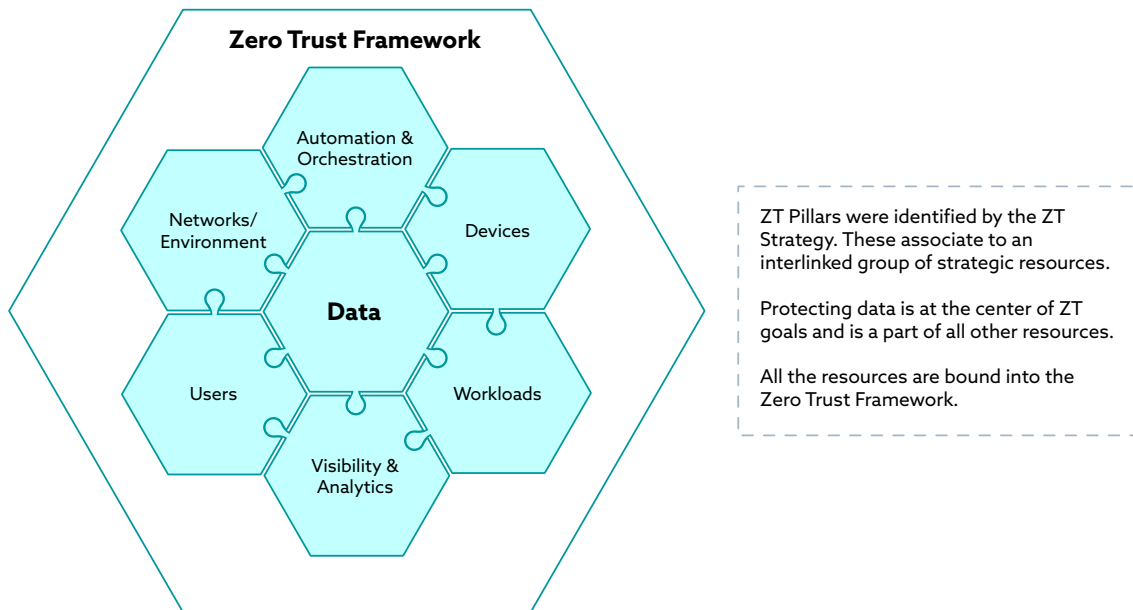 Zero Trust Framework
Automation &
Orchestration
Networks/
Environment
Devices
Data
Users
Workloads
Visibility &
Analytics
ZT Pillars were identified by the ZT
Strategy. These associate to an
interlinked group of strategic resources.
Protecting data is at the center of ZT
goals and is a part of all other resources.
All the resources are bound into the
Zero Trust Framework.